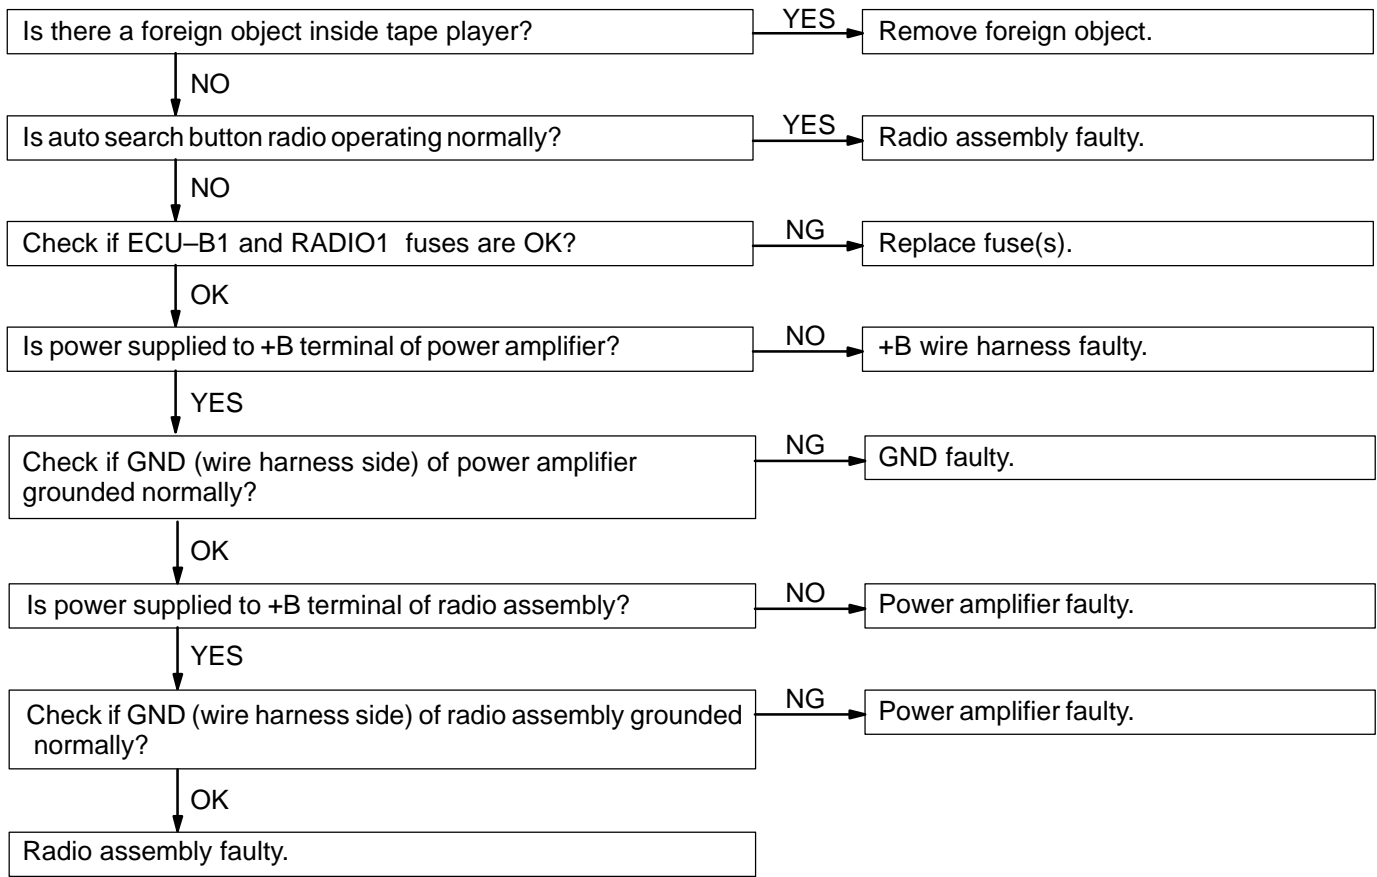 Is there a foreign object inside tape player?
YES
Remove foreign object.
NO
Is auto search button radio operating normally?
YES
Radio assembly faulty.
NO
Check if ECU–B1 and RADIO1 fuses are OK?
NG
Replace fuse(s).
OK
Is power supplied to +B terminal of power amplifier?
NO
+B wire harness faulty.
YES
Check if GND (wire harness side) of power amplifier
grounded normally?
NG
GND faulty.
OK
Is power supplied to +B terminal of radio assembly?
NO
Power amplifier faulty.
YES
Check if GND (wire harness side) of radio assembly grounded
normally?
NG
Power amplifier faulty.
OK
Radio assembly faulty.